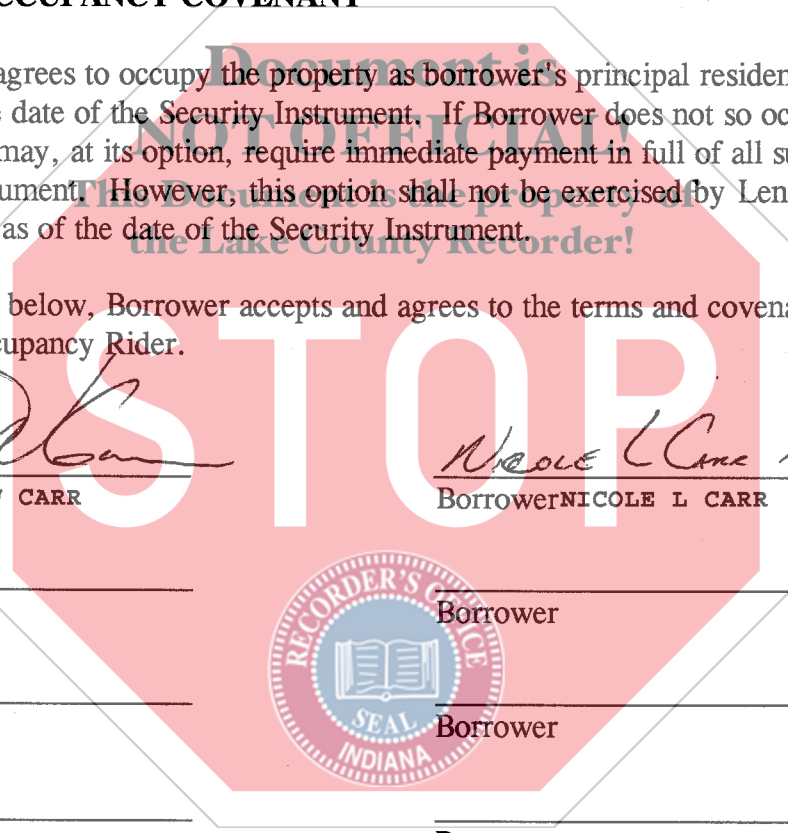 OCCUPANCY COVENANT
Document is
agrees to occupy the property as borrower's principal residen
date of the Security Instrument. If Borrower does not so oc
NOT OFFICIAL!
may, at its option, require immediate payment in full of all su
ument. However, this option shall not be exercised by Len
This Document is the property of
as of the date of the Security Instrument.
the Lake County Recorder!
below, Borrower accepts and agrees to the terms and covena
cupancy Rider.
STOP
NICOLE L CARR
CARR
BorrowerNICOLE L CARR
RECORDER'S OFFICE
Borrower
SEAL
Borrower
INDIANA